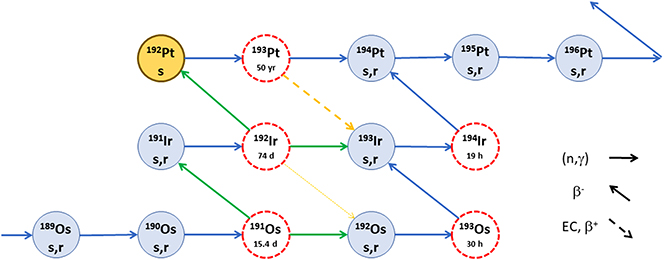 192Pt
s
193Pt
50 yr
194Pt
s,r
195Pt
s,r
196Pt
s,r
191Ir
s,r
192Ir
74 d
193Ir
s,r
194Ir
19 h
(n,γ)
β-
EC, β+
189Os
s,r
190Os
s,r
191Os
15.4 d
192Os
s,r
193Os
30 h